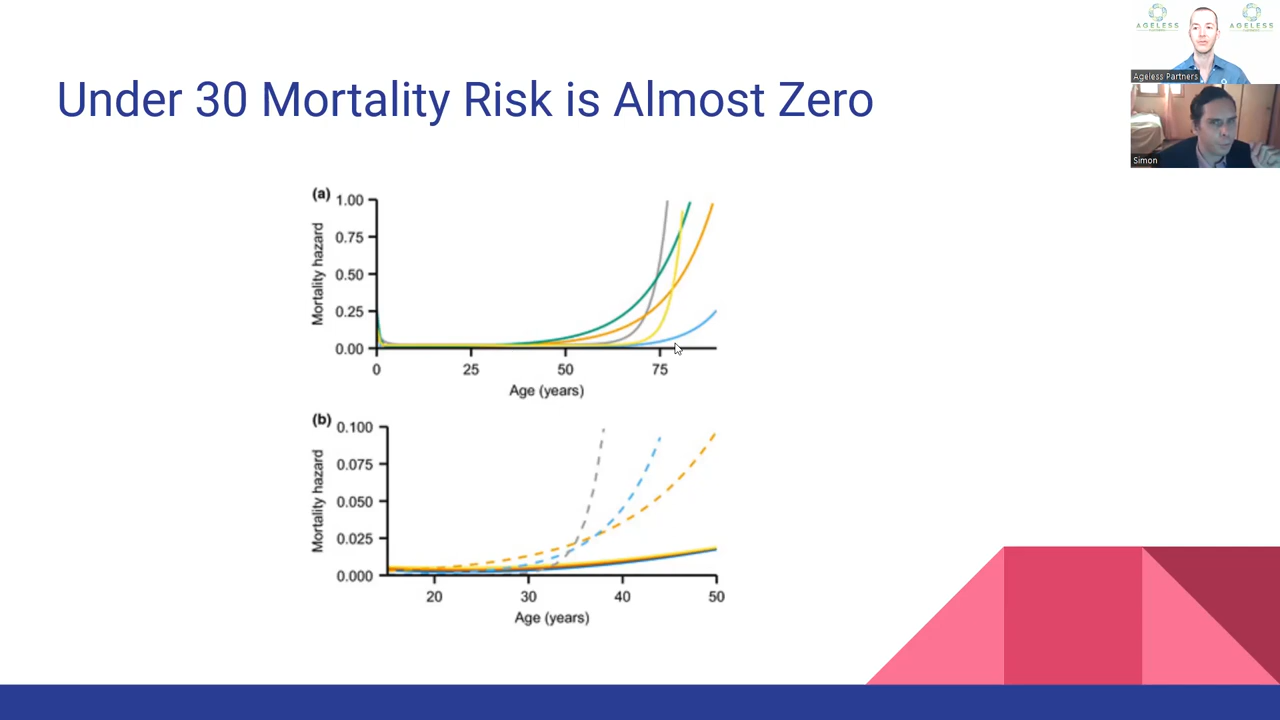 AGELESS
AGELESS
Ageless Partners
Simon
Under 30 Mortality Risk is Almost Zero
(a)
Mortality hazard
1.00
0.75
0.50
0.25
0.00
0 25 50 75
Age (years)
(b)
Mortality hazard
0.100
0.075
0.050
0.025
0.000
20 30 40 50
Age (years)